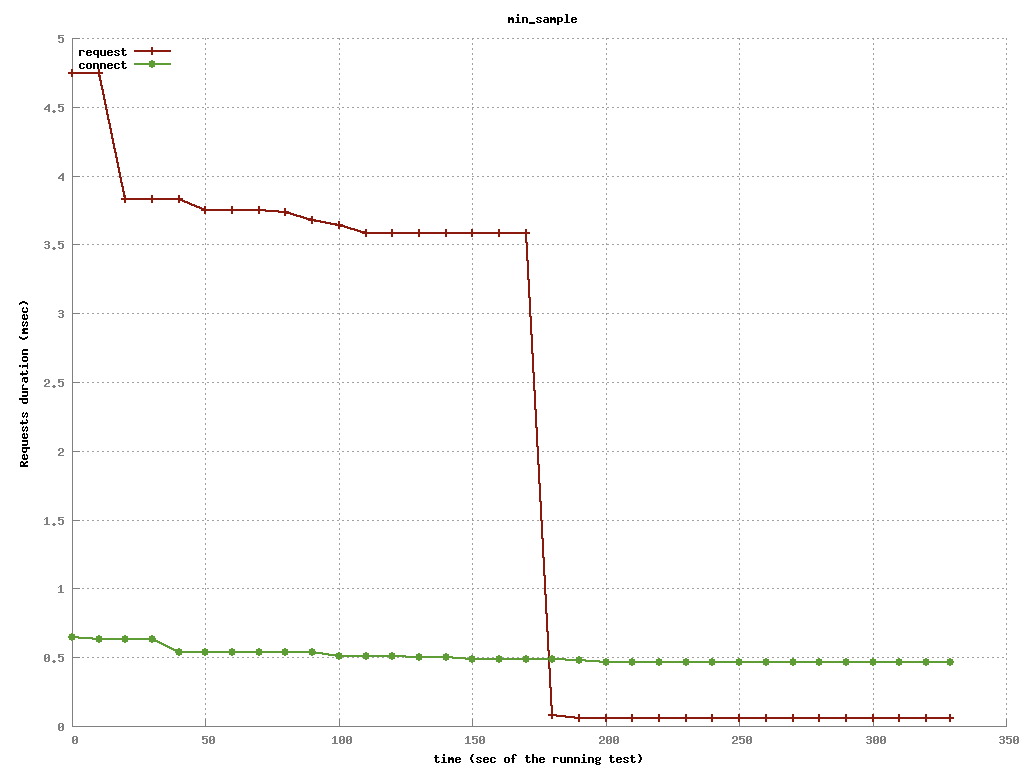 min_sample
request
connect
5
4.5
4
3.5
3
2.5
2
1.5
1
0.5
0
Requests duration (msec)
0 50 100 150 200 250 300 350
time (sec of the running test)